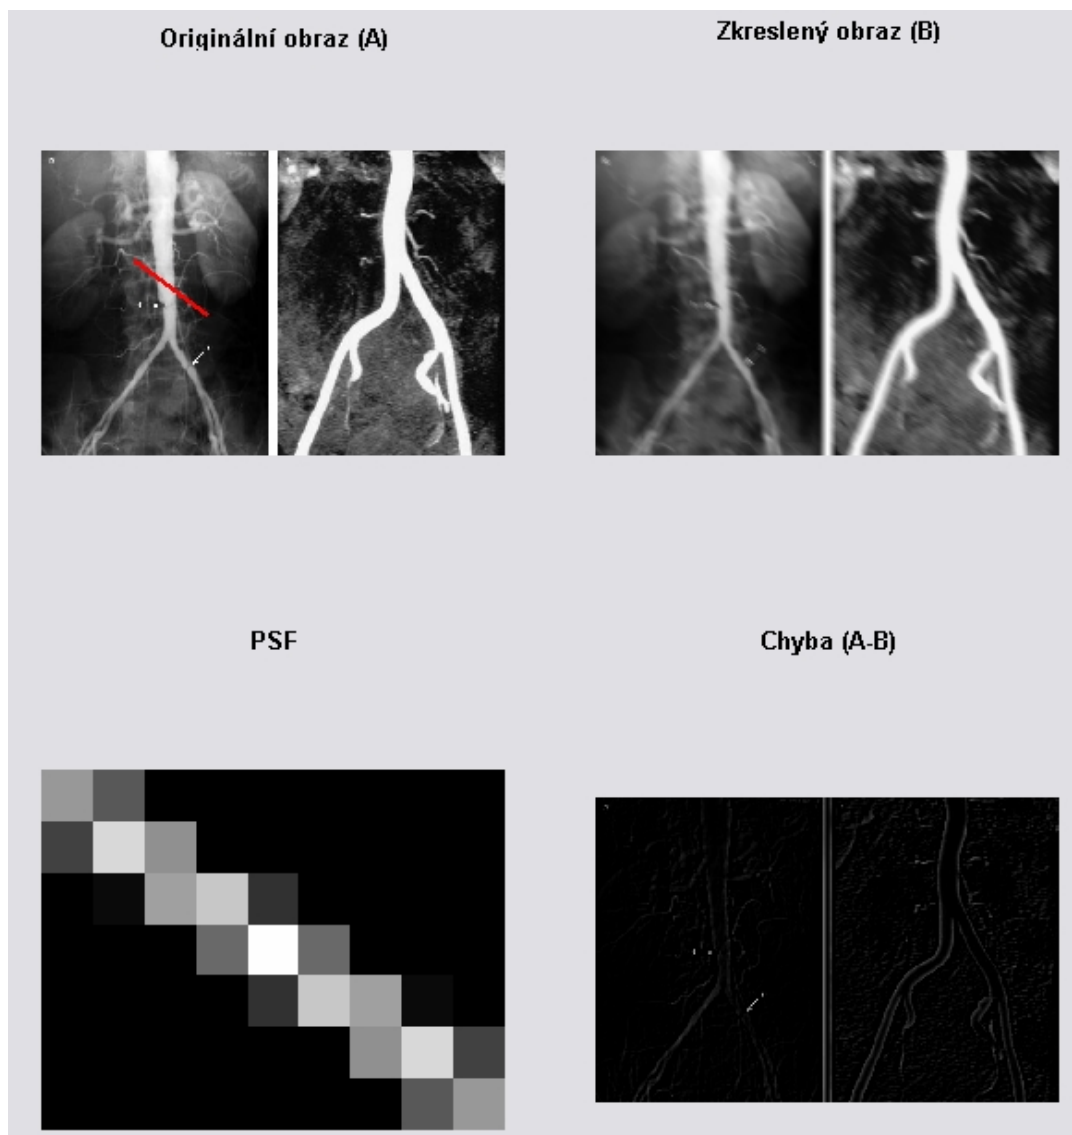 Originální obraz (A)
Zkreslený obraz (B)
PSF
Chyba (A-B)